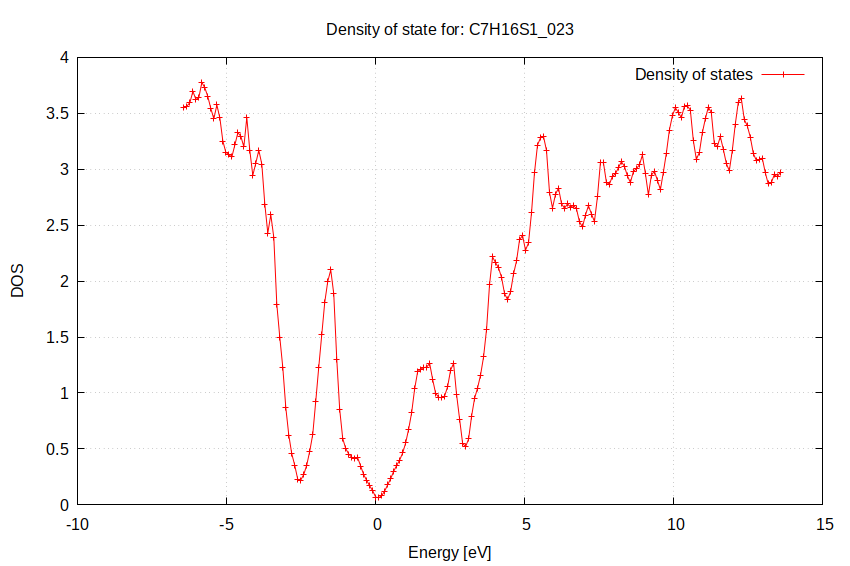 Density of state for: C7H16S1_023
Density of states
4
3.5
3
2.5
2
1.5
1
0.5
0
DOS
-10 -5 0 5 10 15
Energy [eV]